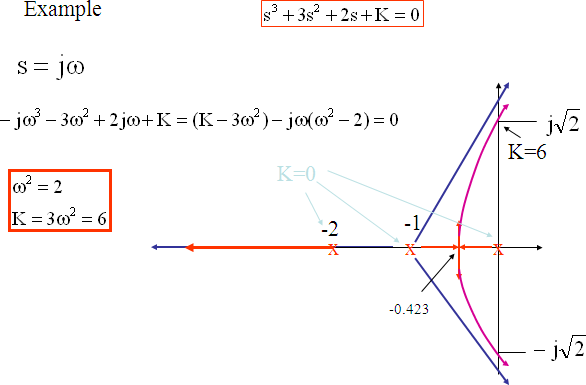 Example
s³ + 3s² + 2s + K = 0
s = jω
− jω³ − 3ω² + 2jω + K = (K − 3ω²) − jω(ω² − 2) = 0
j√2
K=6
K=0
ω² = 2
K = 3ω² = 6
-2
-1
x
x
x
-0.423
− j√2